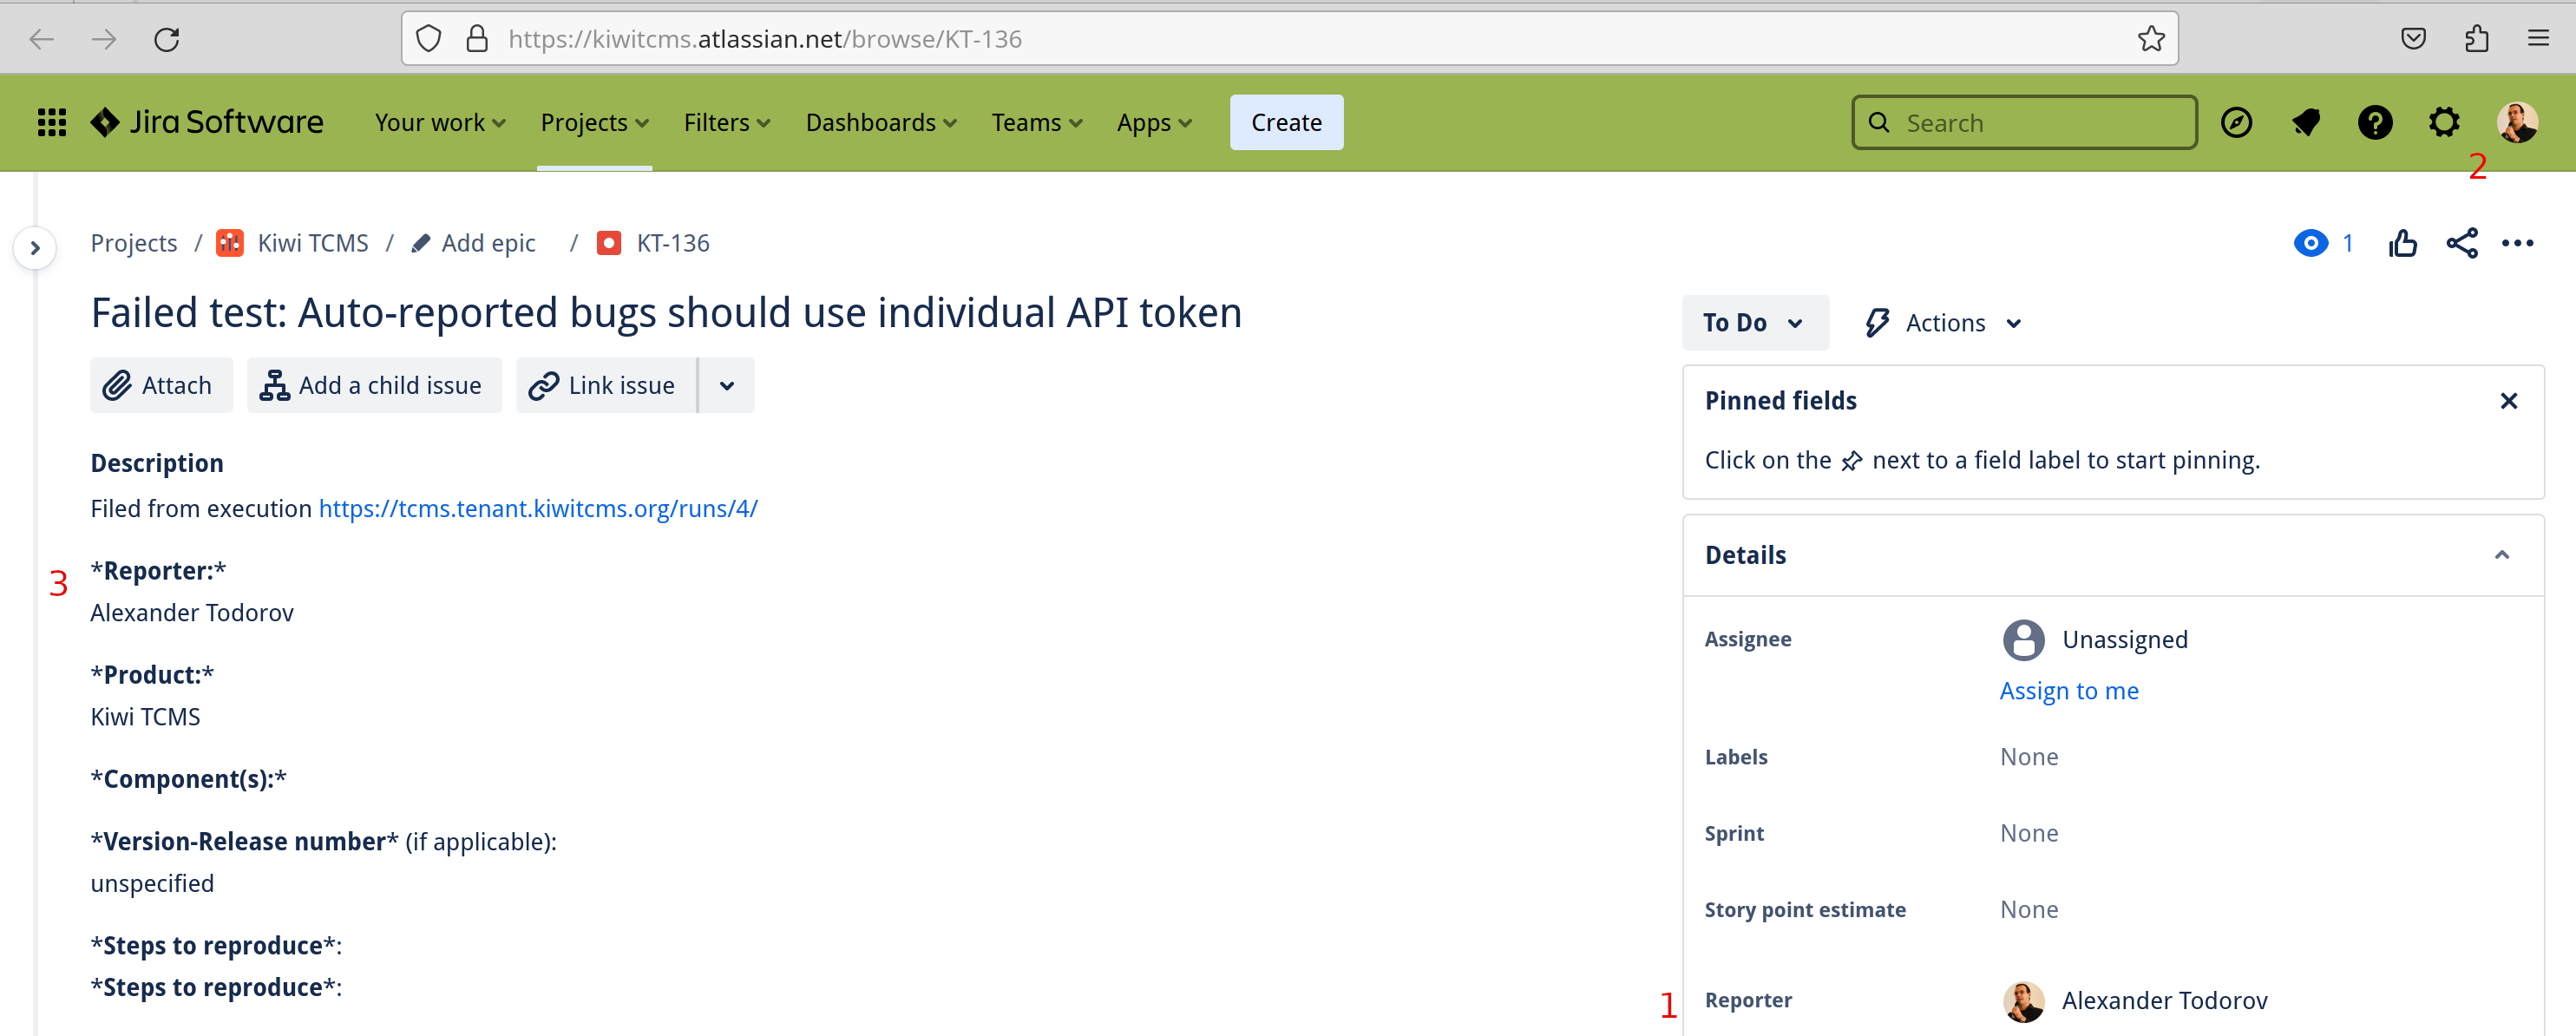 https://kiwitcms.atlassian.net/browse/KT-136
Jira Software Your work Projects Filters Dashboards Teams Apps Create Search
2
Projects / Kiwi TCMS / Add epic / KT-136
1
Failed test: Auto-reported bugs should use individual API token
To Do Actions
Attach Add a child issue Link issue
Pinned fields
Click on the next to a field label to start pinning.
Description
Filed from execution https://tcms.tenant.kiwitcms.org/runs/4/
3
*Reporter:*
Alexander Todorov
*Product:*
Kiwi TCMS
*Component(s):*
*Version-Release number* (if applicable):
unspecified
*Steps to reproduce*:
*Steps to reproduce*:
Details
Assignee Unassigned
Assign to me
Labels None
Sprint None
Story point estimate None
1 Reporter Alexander Todorov